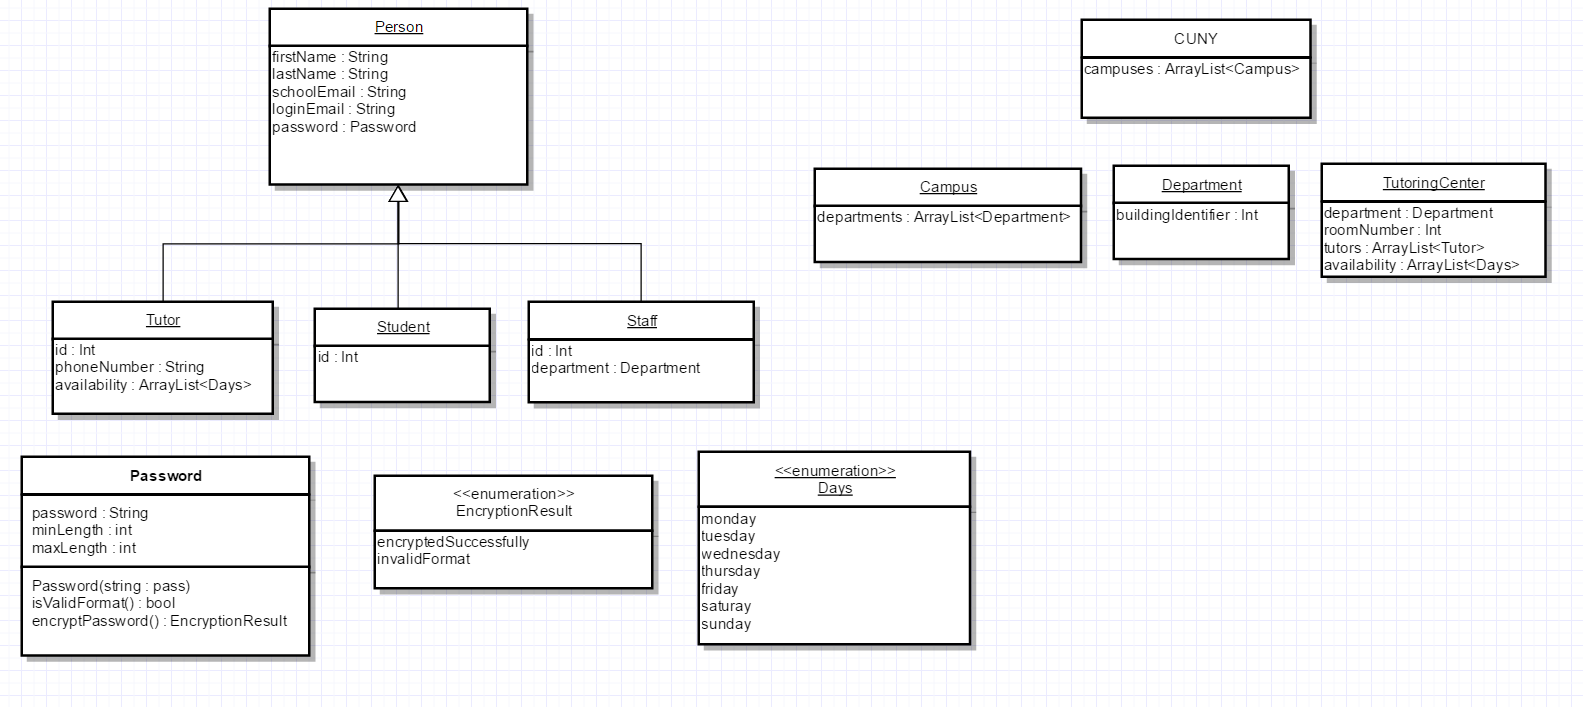 Person
firstName : String
lastName : String
schoolEmail : String
loginEmail : String
password : Password
CUNY
campuses : ArrayList<Campus>
Campus
departments : ArrayList<Department>
Department
buildingIdentifier : Int
TutoringCenter
department : Department
roomNumber : Int
tutors : ArrayList<Tutor>
availability : ArrayList<Days>
Tutor
id : Int
phoneNumber : String
availability : ArrayList<Days>
Student
id : Int
Staff
id : Int
department : Department
Password
password : String
minLength : int
maxLength : int
Password(string : pass)
isValidFormat() : bool
encryptPassword() : EncryptionResult
<<enumeration>>
EncryptionResult
encryptedSuccessfully
invalidFormat
<<enumeration>>
Days
monday
tuesday
wednesday
thursday
friday
saturay
sunday